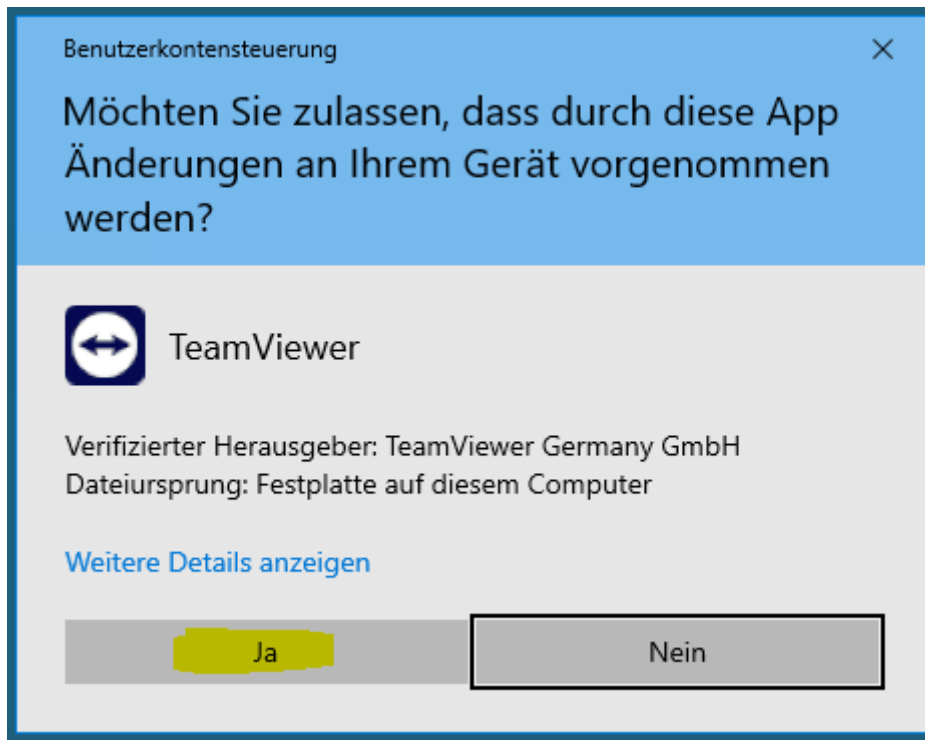 Benutzerkontensteuerung
Möchten Sie zulassen, dass durch diese App
Änderungen an Ihrem Gerät vorgenommen
werden?
TeamViewer
Verifizierter Herausgeber: TeamViewer Germany GmbH
Dateiursprung: Festplatte auf diesem Computer
Weitere Details anzeigen
Ja
Nein